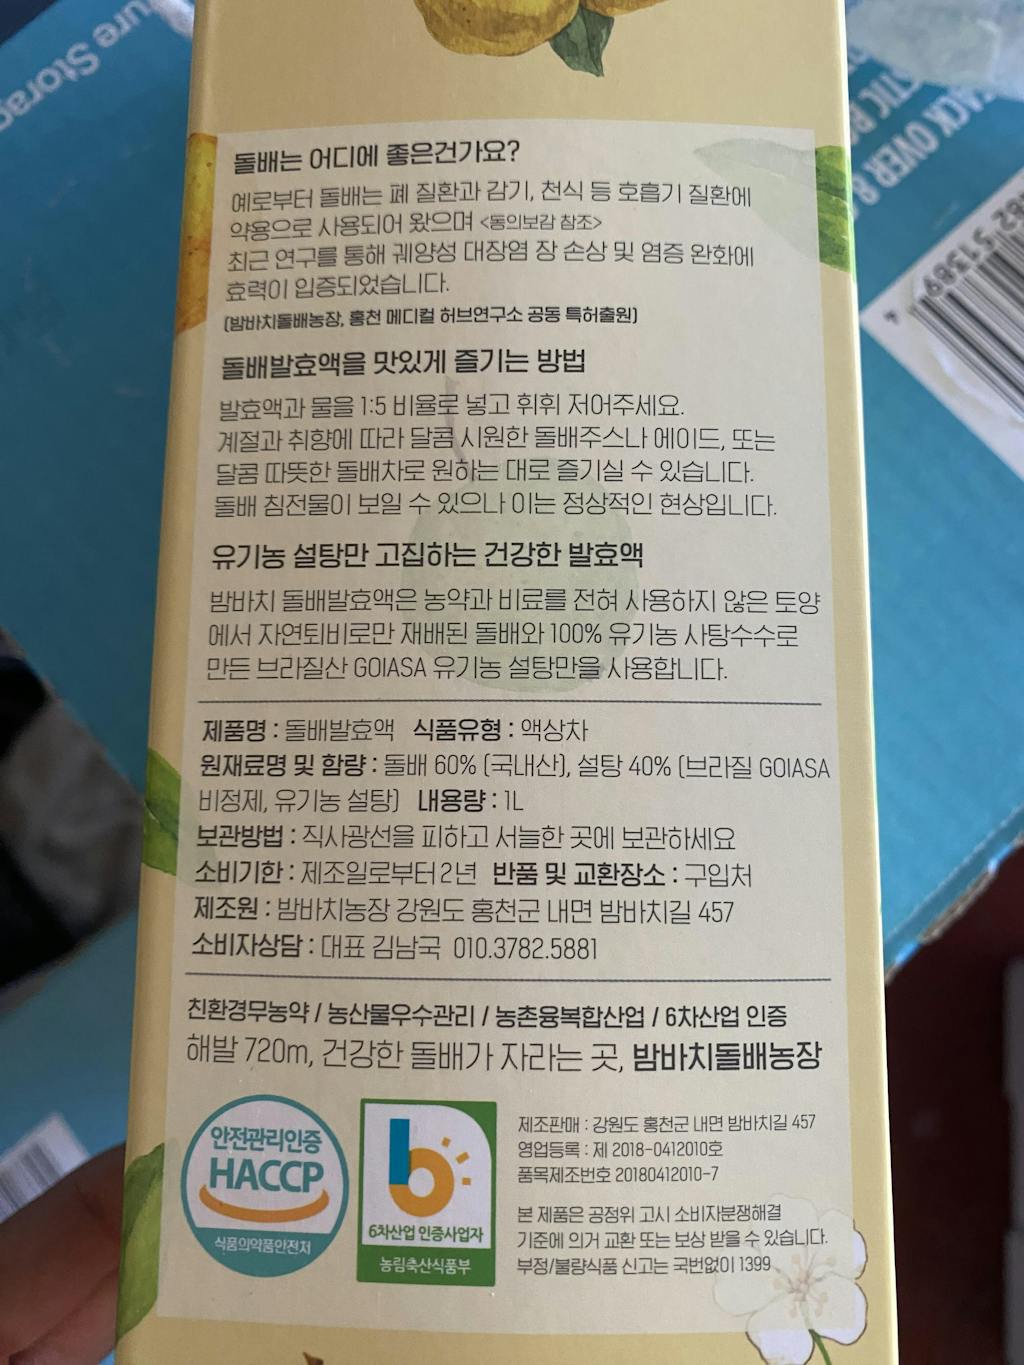 돌배는 어디에 좋은건가요?
예로부터 돌배는 폐 질환과 감기, 천식 등 호흡기 질환에
약용으로 사용되어 왔으며 <동의보감 참조>
최근 연구를 통해 궤양성 대장염 장 손상 및 염증 완화에
효력이 입증되었습니다.
(밤바치돌배농장, 홍천 메디컬 허브연구소 공동 특허출원)
돌배발효액을 맛있게 즐기는 방법
발효액과 물을 1:5 비율로 넣고 휘휘 저어주세요.
계절과 취향에 따라 달콤 시원한 돌배주스나 에이드, 또는
달콤 따뜻한 돌배차로 원하는 대로 즐기실 수 있습니다.
돌배 침전물이 보일 수 있으나 이는 정상적인 현상입니다.
유기농 설탕만 고집하는 건강한 발효액
밤바치 돌배발효액은 농약과 비료를 전혀 사용하지 않은 토양
에서 자연퇴비로만 재배된 돌배와 100% 유기농 사탕수수로
만든 브라질산 GOIASA 유기농 설탕만을 사용합니다.
제품명 : 돌배발효액 식품유형 : 액상차
원재료명 및 함량 : 돌배 60% (국내산), 설탕 40% (브라질 GOIASA
비정제, 유기농 설탕) 내용량 : 1L
보관방법 : 직사광선을 피하고 서늘한 곳에 보관하세요
소비기한 : 제조일로부터 2년 반품 및 교환장소 : 구입처
제조원 : 밤바치농장 강원도 홍천군 내면 밤바치길 457
소비자상담 : 대표 김남국 010.3782.5881
친환경무농약 / 농산물우수관리 / 농촌융복합산업 / 6차산업 인증
해발 720m, 건강한 돌배가 자라는 곳, 밤바치돌배농장
안전관리인증
HACCP
식품의약품안전처
6차산업 인증사업자
농림축산식품부
제조판매 : 강원도 홍천군 내면 밤바치길 457
영업등록 : 제 2018-0412010호
품목제조번호 20180412010-7
본 제품은 공정위 고시 소비자분쟁해결
기준에 의거 교환 또는 보상 받을 수 있습니다.
부정/불량식품 신고는 국번없이 1399